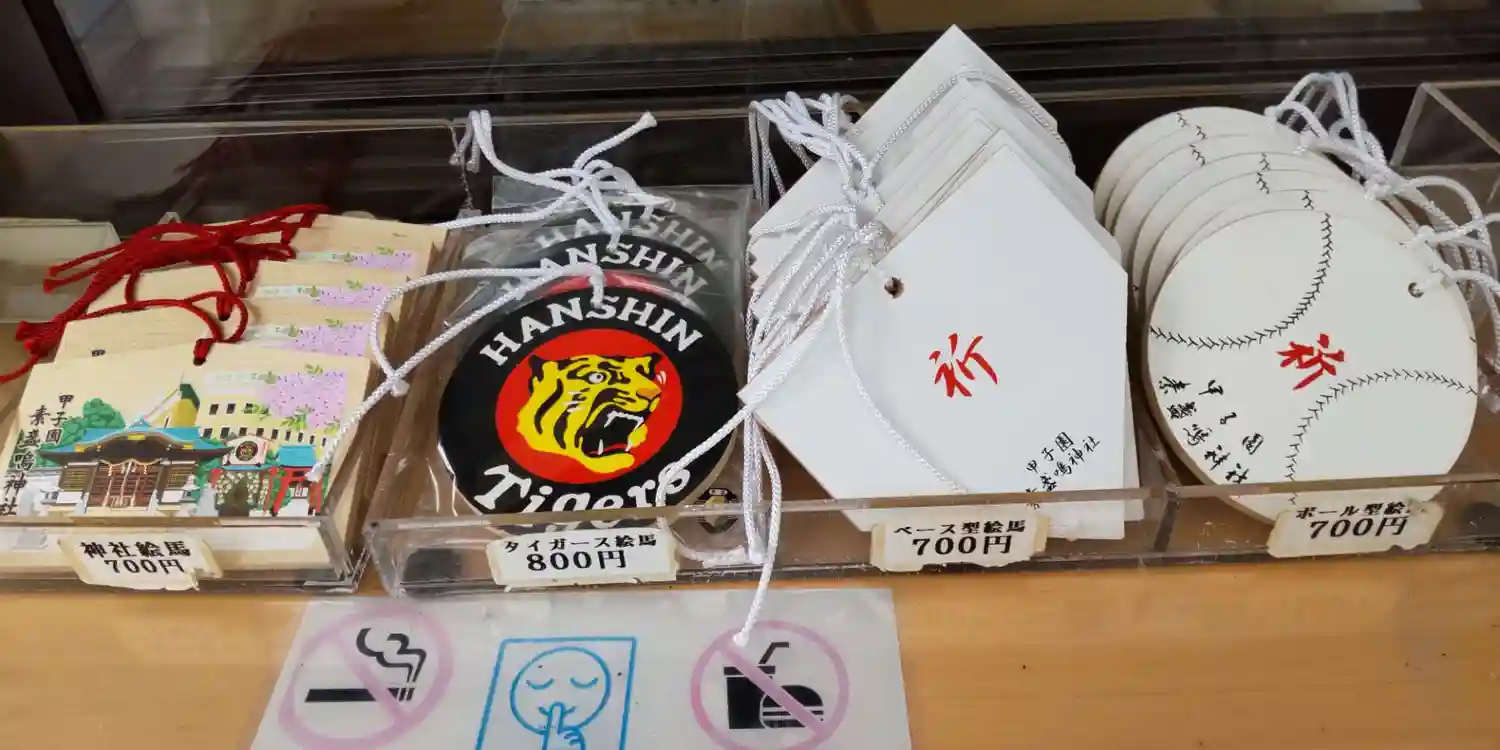 甲子園
素盞嗚神社
神社絵馬
700円
HANSHIN
HANSHIN
HANSHIN
Tigers
タイガース絵馬
800円
祈
甲子園
素盞嗚神社
ベース型絵馬
700円
祈
甲子園
素盞嗚神社
ボール型絵馬
700円